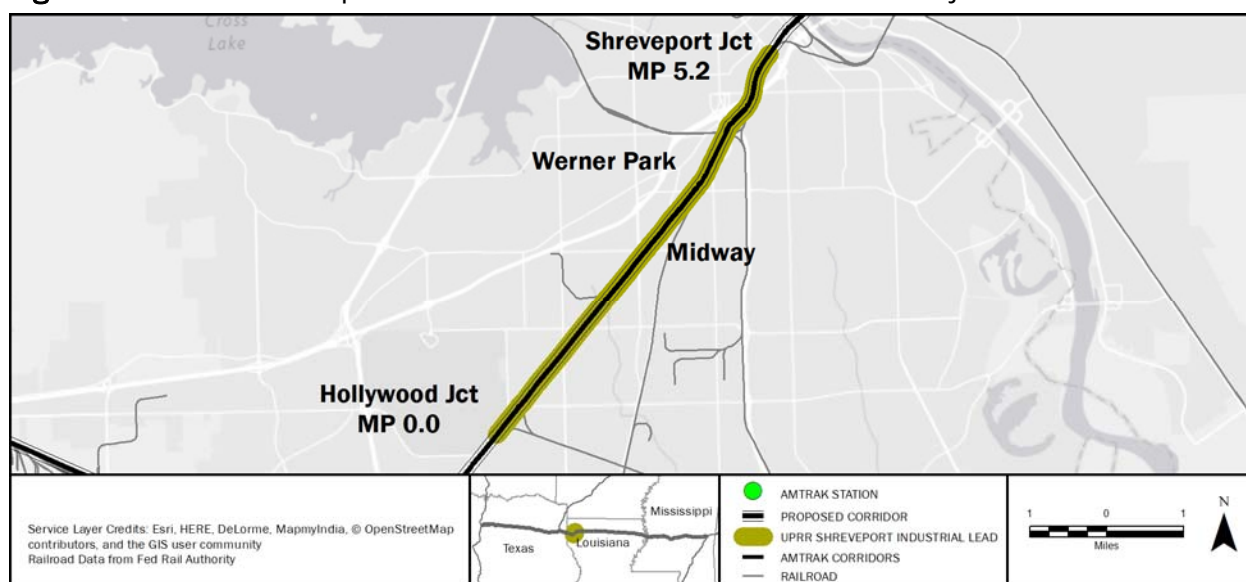 Cross
Lake
Shreveport Jct
MP 5.2
Werner Park
Midway
Hollywood Jct
MP 0.0
Service Layer Credits: Esri, HERE, DeLorme, MapmyIndia, © OpenStreetMap
contributors, and the GIS user community
Railroad Data from Fed Rail Authority
Mississippi
Texas
Louisiana
AMTRAK STATION
PROPOSED CORRIDOR
UPRR SHREVEPORT INDUSTRIAL LEAD
AMTRAK CORRIDORS
RAILROAD
1 0 1
Miles
N